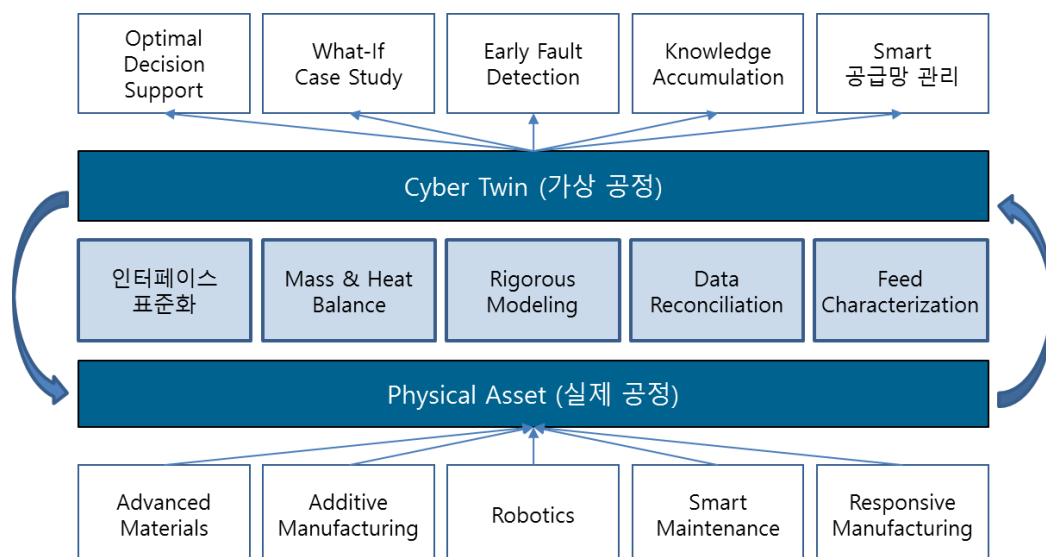 Optimal
Decision
Support
What-If
Case Study
Early Fault
Detection
Knowledge
Accumulation
Smart
공급망 관리
Cyber Twin (가상 공정)
인터페이스
표준화
Mass & Heat
Balance
Rigorous
Modeling
Data
Reconciliation
Feed
Characterization
Physical Asset (실제 공정)
Advanced
Materials
Additive
Manufacturing
Robotics
Smart
Maintenance
Responsive
Manufacturing